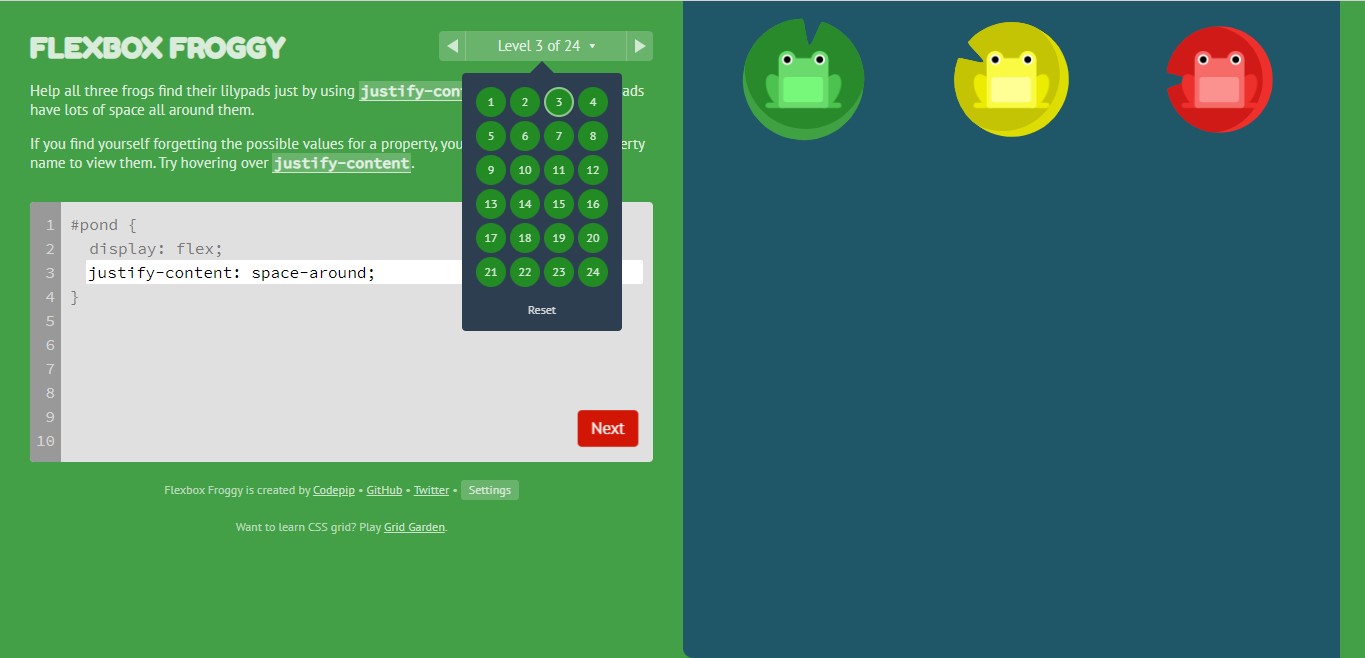 FLEXBOX FROGGY
Level 3 of 24
Help all three frogs find their lilypads just by using justify-con ads
have lots of space all around them.
If you find yourself forgetting the possible values for a property, you erty
name to view them. Try hovering over justify-content.
1 2 3 4
5 6 7 8
9 10 11 12
13 14 15 16
17 18 19 20
21 22 23 24
Reset
1 #pond {
2 display: flex;
3 justify-content: space-around;
4 }
5
6
7
8
9
10
Next
Flexbox Froggy is created by Codepip • GitHub • Twitter • Settings
Want to learn CSS grid? Play Grid Garden.